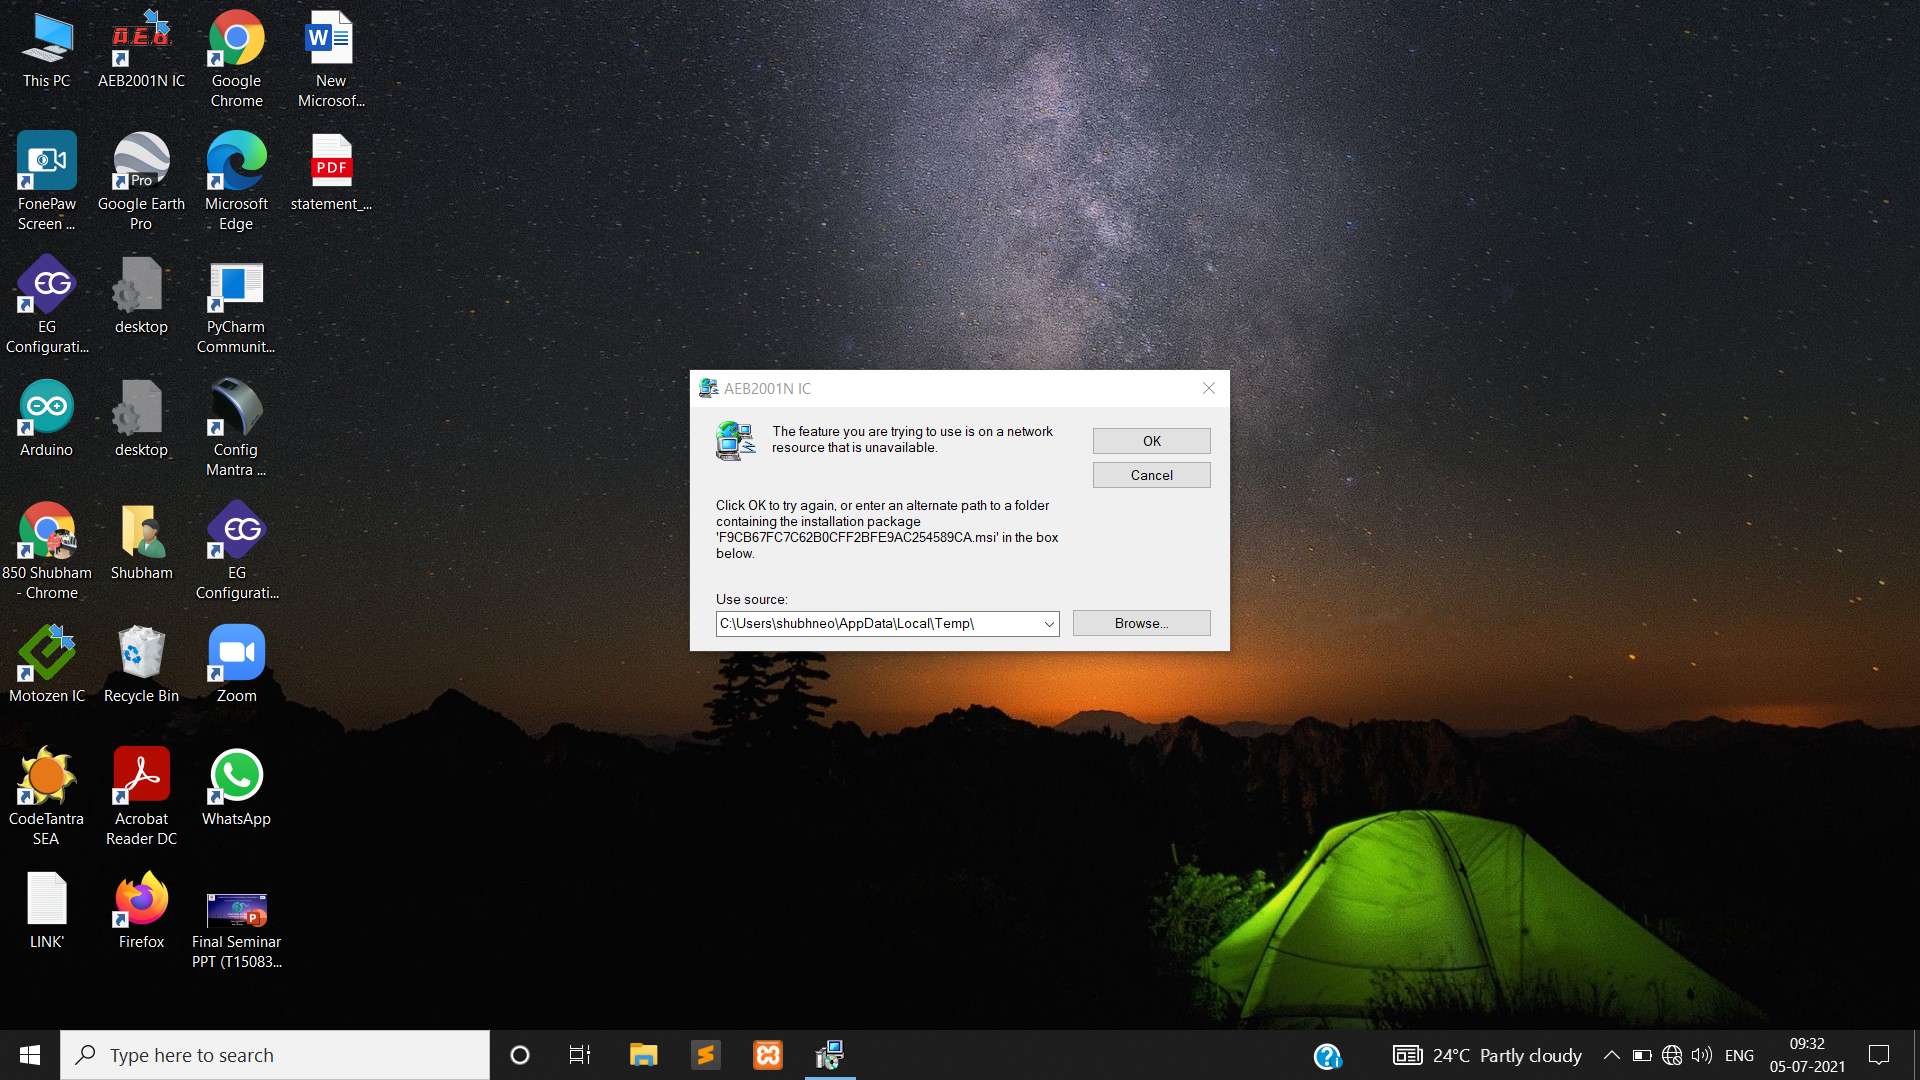 This PC
AEB
AEB2001N IC
Google
Chrome
W
New
Microsof...
FonePaw
Screen ...
Pro
Google Earth
Pro
Microsoft
Edge
PDF
statement_...
EG
EG
Configurati...
desktop
PyCharm
Communit...
Arduino
desktop
Config
Mantra ...
850 Shubham
- Chrome
Shubham
EG
EG
Configurati...
Motozen IC
Recycle Bin
Zoom
CodeTantra
SEA
Acrobat
Reader DC
WhatsApp
LINK'
Firefox
P
Final Seminar
PPT (T15083...
AEB2001N IC
The feature you are trying to use is on a network
resource that is unavailable.
OK
Cancel
Click OK to try again, or enter an alternate path to a folder
containing the installation package
'F9CB67FC7C62B0CFF2BFE9AC254589CA.msi' in the box
below.
Use source:
C:\Users\shubhneo\AppData\Local\Temp\
Browse...
Type here to search
24°C Partly cloudy
ENG
09:32
05-07-2021